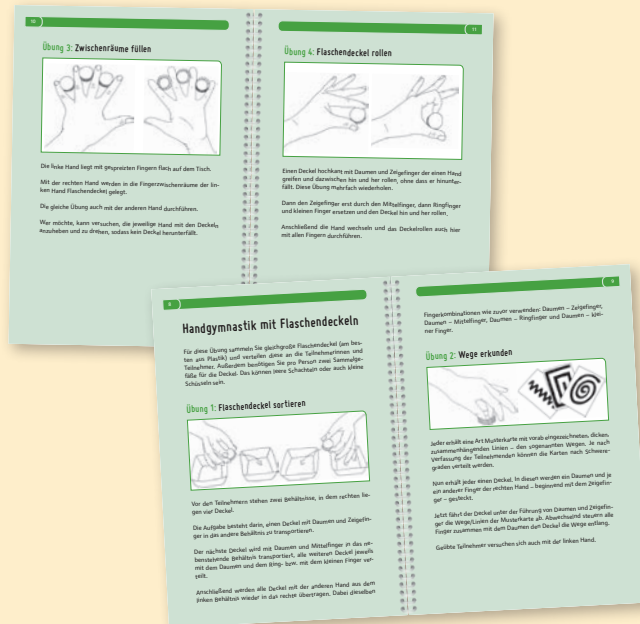 10
Übung 3: Zwischenräume füllen
Die linke Hand liegt mit gespreizten Fingern flach auf dem Tisch.
Mit der rechten Hand werden in die Fingerzwischenräume der lin-
ken Hand Flaschendeckel gelegt.
Die gleiche Übung auch mit der anderen Hand durchführen.
Wer möchte, kann versuchen, die jeweilige Hand mit den Deckeln
anzuheben und zu drehen, sodass kein Deckel herunterfällt.
11
Übung 4: Flaschendeckel rollen
Einen Deckel hochkant mit Daumen und Zeigefinger der einen Hand
greifen und dazwischen hin und her rollen, ohne dass er hinunter-
fällt. Diese Übung mehrfach wiederholen.
Dann den Zeigefinger erst durch den Mittelfinger, dann Ringfinger
und kleinen Finger ersetzen und den Deckel hin und her rollen.
Anschließend die Hand wechseln und das Deckelrollen auch hier
mit allen Fingern durchführen.
8
Handgymnastik mit Flaschendeckeln
Für diese Übung sammeln Sie gleichgroße Flaschendeckel (am bes-
ten aus Plastik) und verteilen diese an die Teilnehmerinnen und
Teilnehmer. Außerdem benötigen Sie pro Person zwei Sammelge-
fäße für die Deckel. Das können leere Schachteln oder auch kleine
Schüsseln sein.
Übung 1: Flaschendeckel sortieren
Vor den Teilnehmern stehen zwei Behältnisse, in dem rechten lie-
gen vier Deckel.
Die Aufgabe besteht darin, einen Deckel mit Daumen und Zeigefin-
ger in das andere Behältnis zu transportieren.
Der nächste Deckel wird mit Daumen und Mittelfinger in das ne-
benstehende Behältnis transportiert, alle weiteren Deckel jeweils
mit dem Daumen und dem Ring- bzw. mit dem kleinen Finger ver-
teilt.
Anschließend werden alle Deckel mit der anderen Hand aus dem
linken Behältnis wieder in das rechte übertragen. Dabei dieselben
9
Fingerkombinationen wie zuvor verwenden: Daumen – Zeigefinger,
Daumen – Mittelfinger, Daumen – Ringfinger und Daumen – klei-
ner Finger.
Übung 2: Wege erkunden
Jeder erhält eine Art Musterkarte mit vorab eingezeichneten, dicken,
zusammenhängenden Linien – den sogenannten Wegen. Je nach
Verfassung der Teilnehmenden können die Karten nach Schwere-
graden verteilt werden.
Nun erhält jeder einen Deckel. In diesen werden ein Daumen und je
ein anderer Finger der rechten Hand – beginnend mit dem Zeigefin-
ger – gesteckt.
Jetzt fährt der Deckel unter der Führung von Daumen und Zeigefin-
ger die Wege/Linien der Musterkarte ab. Abwechselnd steuern alle
Finger zusammen mit dem Daumen den Deckel die Wege entlang.
Geübte Teilnehmer versuchen sich auch mit der linken Hand.